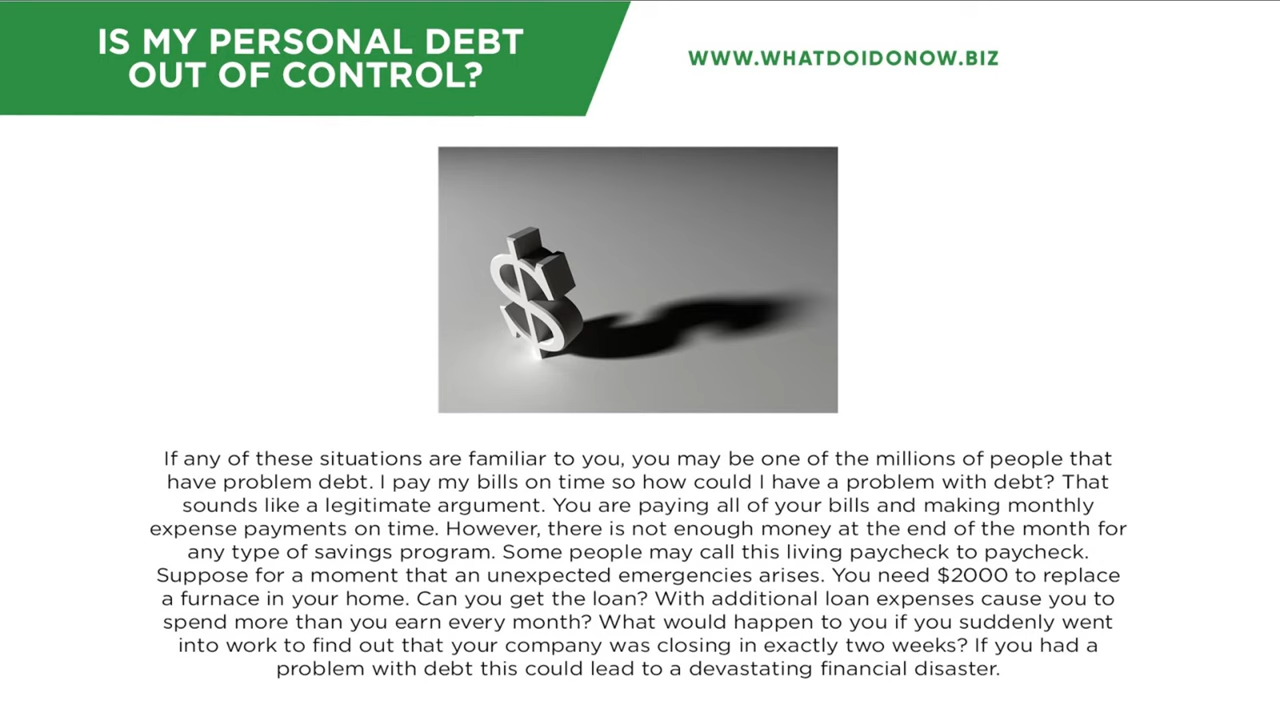 IS MY PERSONAL DEBT
OUT OF CONTROL?
WWW.WHATDOIDONOW.BIZ
If any of these situations are familiar to you, you may be one of the millions of people that
have problem debt. I pay my bills on time so how could I have a problem with debt? That
sounds like a legitimate argument. You are paying all of your bills and making monthly
expense payments on time. However, there is not enough money at the end of the month for
any type of savings program. Some people may call this living paycheck to paycheck.
Suppose for a moment that an unexpected emergencies arises. You need $2000 to replace
a furnace in your home. Can you get the loan? With additional loan expenses cause you to
spend more than you earn every month? What would happen to you if you suddenly went
into work to find out that your company was closing in exactly two weeks? If you had a
problem with debt this could lead to a devastating financial disaster.